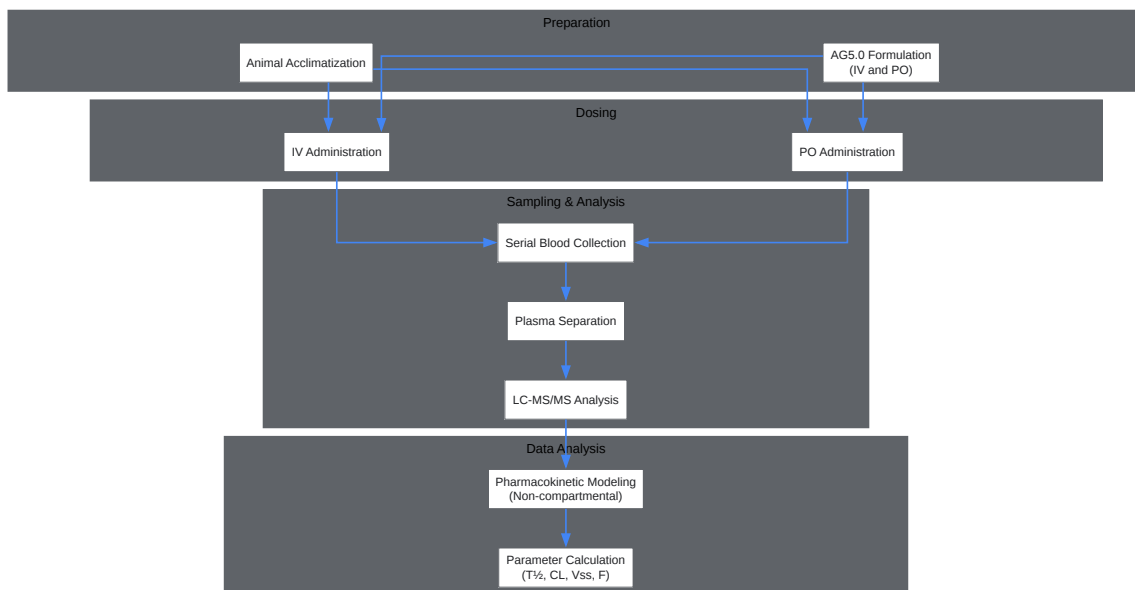 Preparation
Animal Acclimatization
AG5.0 Formulation
(IV and PO)
Dosing
IV Administration
PO Administration
Sampling & Analysis
Serial Blood Collection
Plasma Separation
LC-MS/MS Analysis
Data Analysis
Pharmacokinetic Modeling
(Non-compartmental)
Parameter Calculation
(T½, CL, Vss, F)